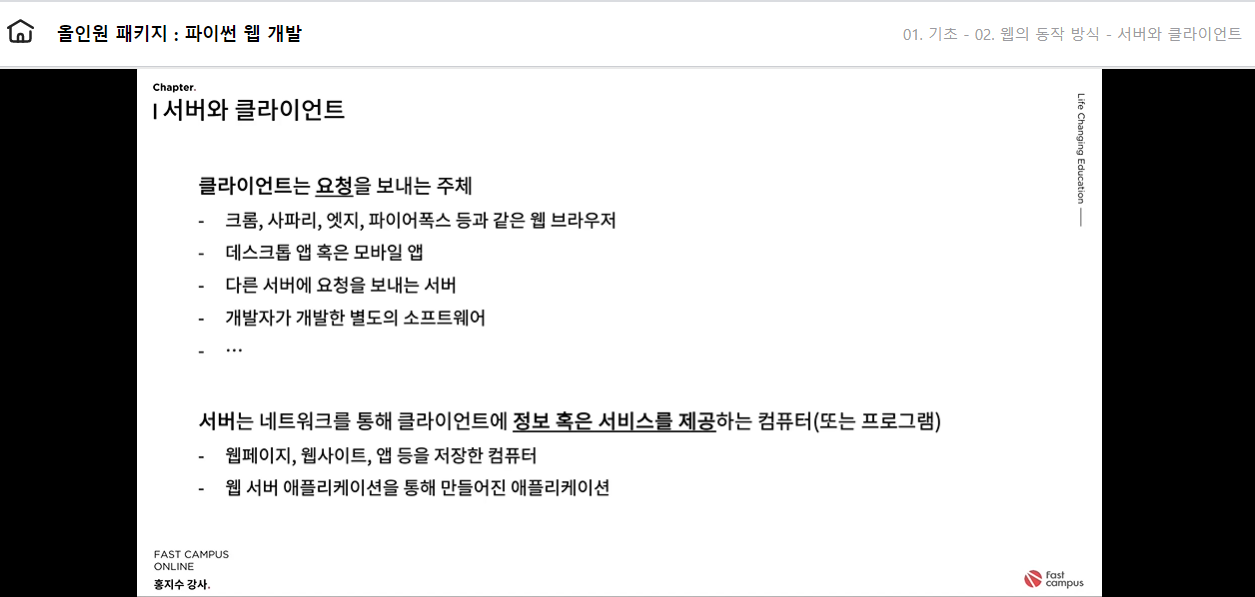 올인원 패키지 : 파이썬 웹 개발
01. 기초 - 02. 웹의 동작 방식 - 서버와 클라이언트
Chapter.
서버와 클라이언트
Life Changing Education
클라이언트는 요청을 보내는 주체
- 크롬, 사파리, 엣지, 파이어폭스 등과 같은 웹 브라우저
- 데스크톱 앱 혹은 모바일 앱
- 다른 서버에 요청을 보내는 서버
- 개발자가 개발한 별도의 소프트웨어
- …
서버는 네트워크를 통해 클라이언트에 정보 혹은 서비스를 제공하는 컴퓨터(또는 프로그램)
- 웹페이지, 웹사이트, 앱 등을 저장한 컴퓨터
- 웹 서버 애플리케이션을 통해 만들어진 애플리케이션
FAST CAMPUS
ONLINE
홍지수 강사.
Fast
campus